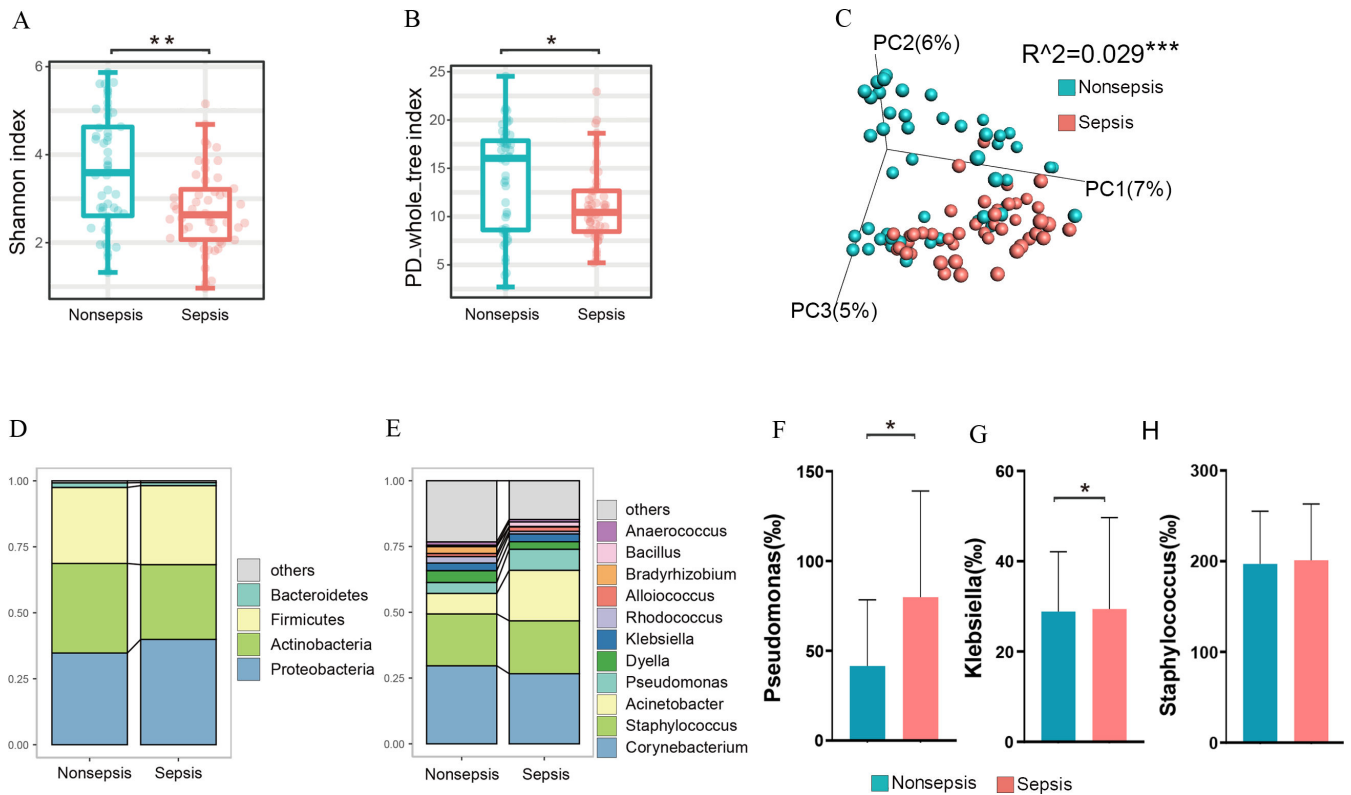 A
**
Shannon index
6
4
2
Nonsepsis
Sepsis
B
*
PD_whole_tree index
25
20
15
10
5
Nonsepsis
Sepsis
C
PC2(6%)
R^2=0.029***
Nonsepsis
Sepsis
PC1(7%)
PC3(5%)
D
1.00
0.75
0.50
0.25
0.00
Nonsepsis
Sepsis
others
Bacteroidetes
Firmicutes
Actinobacteria
Proteobacteria
E
1.00
0.75
0.50
0.25
0.00
Nonsepsis
Sepsis
others
Anaerococcus
Bacillus
Bradyrhizobium
Alloiococcus
Rhodococcus
Klebsiella
Dyella
Pseudomonas
Acinetobacter
Staphylococcus
Corynebacterium
F
*
Pseudomonas(‰)
150
100
50
0
G
*
Klebsiella(‰)
60
40
20
0
H
Staphylococcus(‰)
300
200
100
0
Nonsepsis
Sepsis